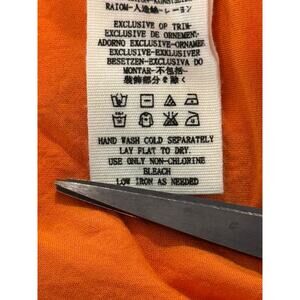 RAIOM-人造絲-レーヨン
EXCLUSIVE OF TRIM-
EXCLUSIVE DE ORNEMENT-
ADORNO EXCLUSIVE-ORNAMEN
EXCLUSIVE-EXKLUSIVER
BESETZEN-EXCLUSIVO DO
MONTAR-不包括-
装飾部分を除く
HAND WASH COLD SEPARATELY
LAY FLAT TO DRY.
USE ONLY NON-CHLORINE
BLEACH
LOW IRON AS NEEDED